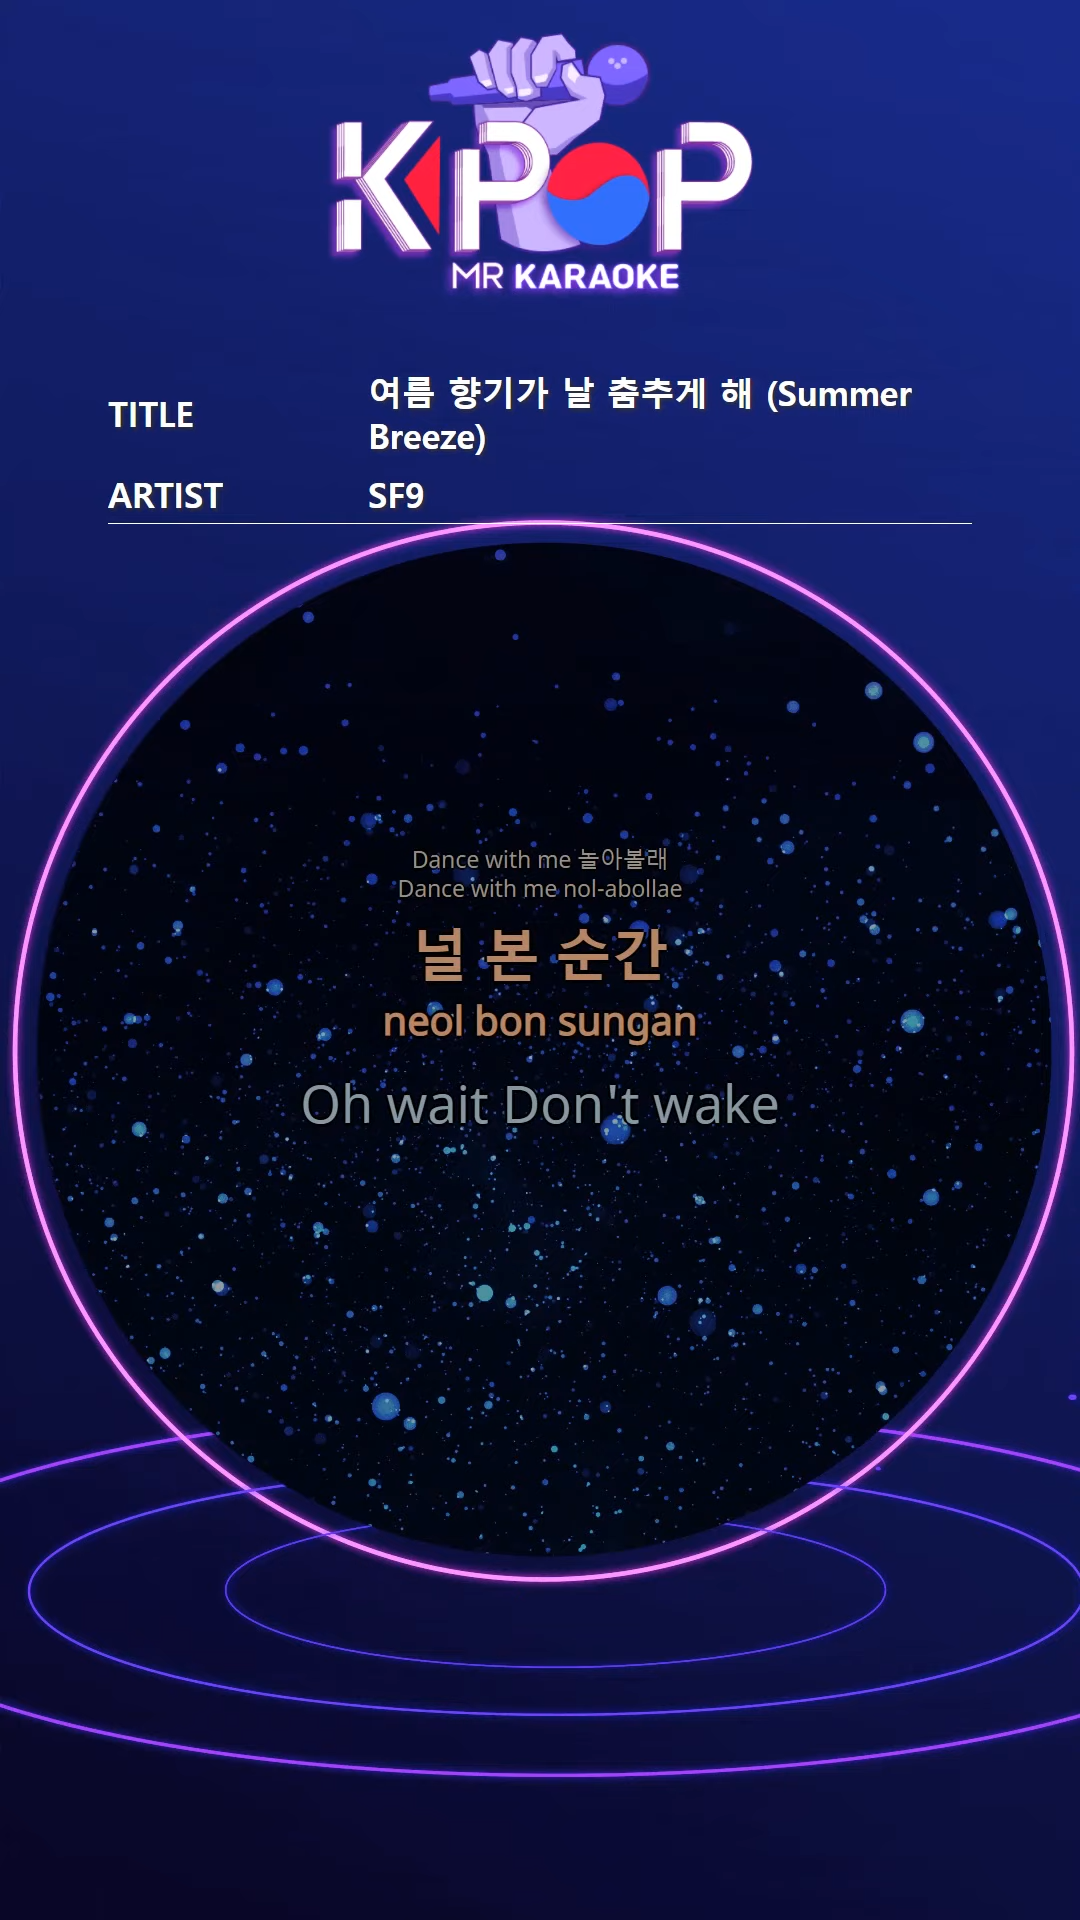 KPOP
MR KARAOKE
TITLE
여름 향기가 날 춤추게 해 (Summer
Breeze)
ARTIST
SF9
Dance with me 놀아볼래
Dance with me nol-abollae
널 본 순간
neol bon sungan
Oh wait Don't wake